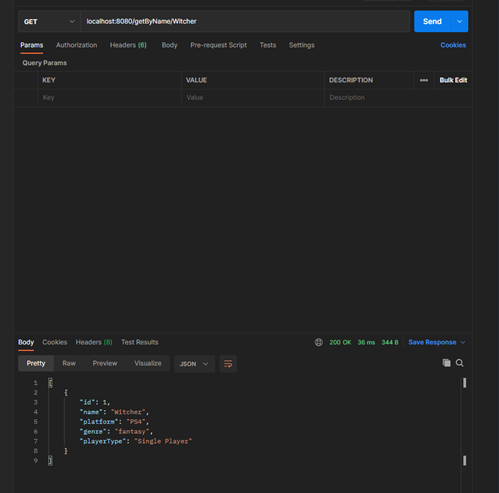 GET localhost:8080/getByName/Witcher Send
Params Authorization Headers (6) Body Pre-request Script Tests Settings Cookies
Query Params
KEY VALUE DESCRIPTION ••• Bulk Edit
Key Value Description
Body Cookies Headers (8) Test Results 200 OK 36 ms 344 B Save Response
Pretty Raw Preview Visualize JSON
1 [
2 {
3 "id": 1,
4 "name": "Witcher",
5 "platform": "PS4",
6 "genre": "fantasy",
7 "playerType": "Single Player"
8 }
9 ]